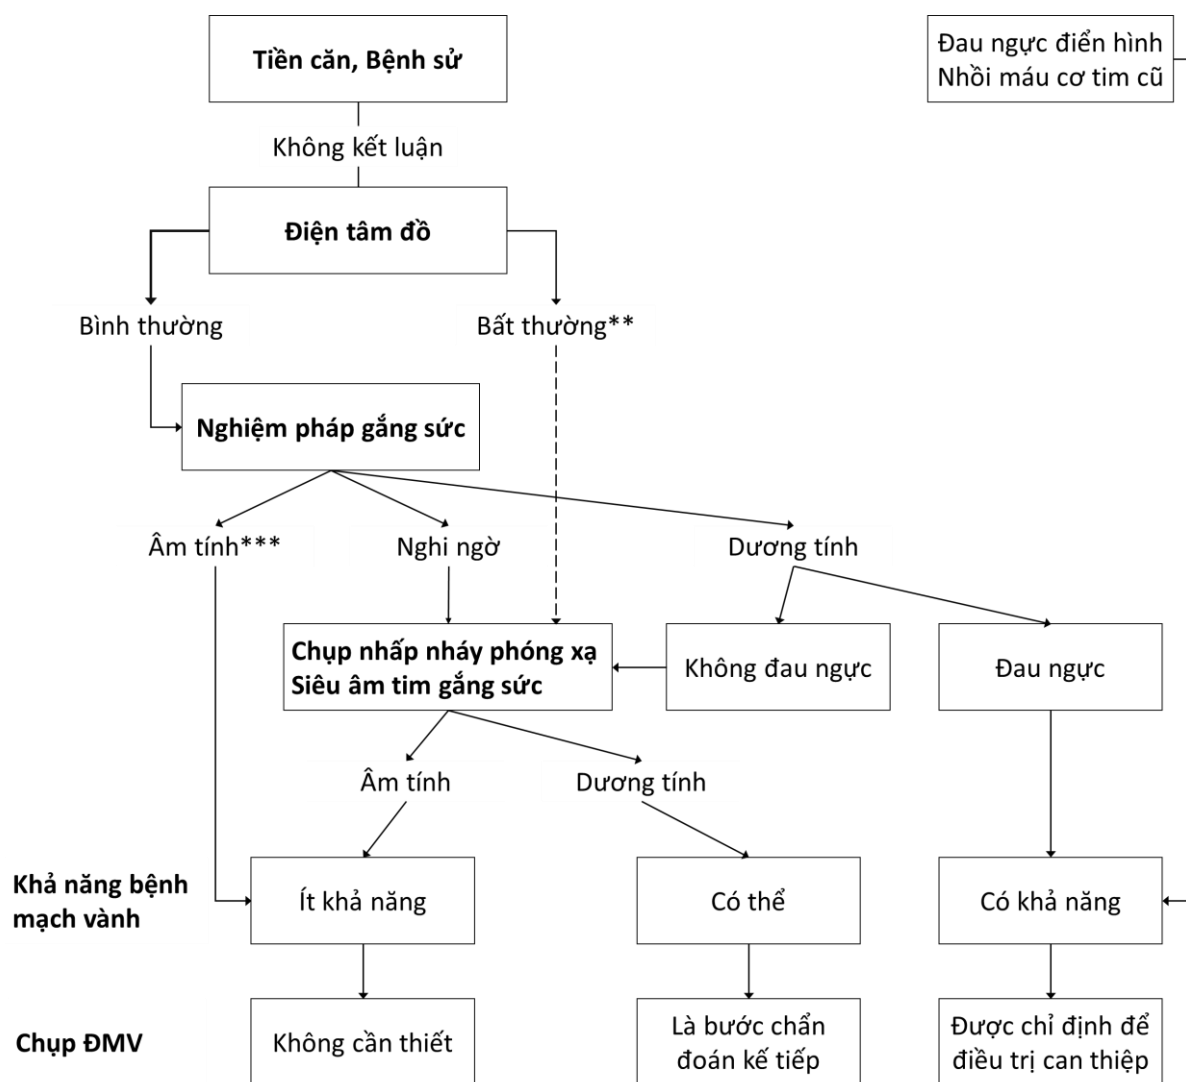 Tiền căn, Bệnh sử
Đau ngực điển hình
Nhồi máu cơ tim cũ
Không kết luận
Điện tâm đồ
Bình thường
Bất thường**
Nghiệm pháp gắng sức
Âm tính***
Nghi ngờ
Dương tính
Chụp nhấp nháy phóng xạ
Siêu âm tim gắng sức
Không đau ngực
Đau ngực
Âm tính
Dương tính
Khả năng bệnh
mạch vành
Ít khả năng
Có thể
Có khả năng
Chụp ĐMV
Không cần thiết
Là bước chẩn
đoán kế tiếp
Được chỉ định để
điều trị can thiệp